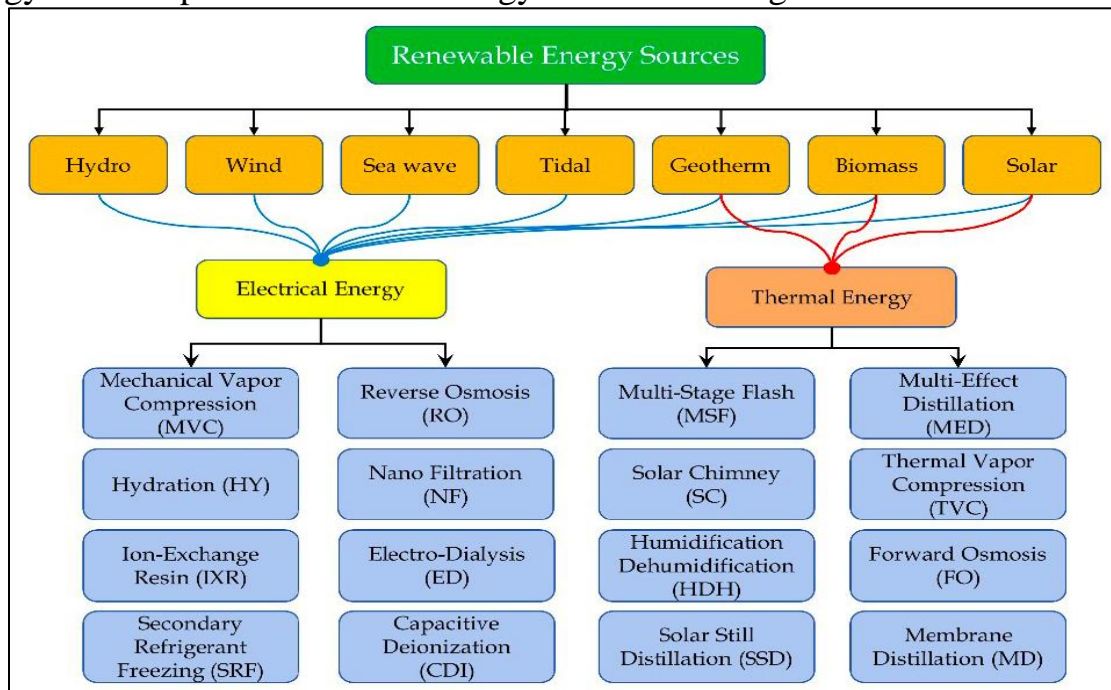 Renewable Energy Sources
Hydro
Wind
Sea wave
Tidal
Geotherm
Biomass
Solar
Electrical Energy
Thermal Energy
Mechanical Vapor
Compression
(MVC)
Reverse Osmosis
(RO)
Multi-Stage Flash
(MSF)
Multi-Effect
Distillation
(MED)
Hydration (HY)
Nano Filtration
(NF)
Solar Chimney
(SC)
Thermal Vapor
Compression
(TVC)
Ion-Exchange
Resin (IXR)
Electro-Dialysis
(ED)
Humidification
Dehumidification
(HDH)
Forward Osmosis
(FO)
Secondary
Refrigerant
Freezing (SRF)
Capacitive
Deionization
(CDI)
Solar Still
Distillation (SSD)
Membrane
Distillation (MD)